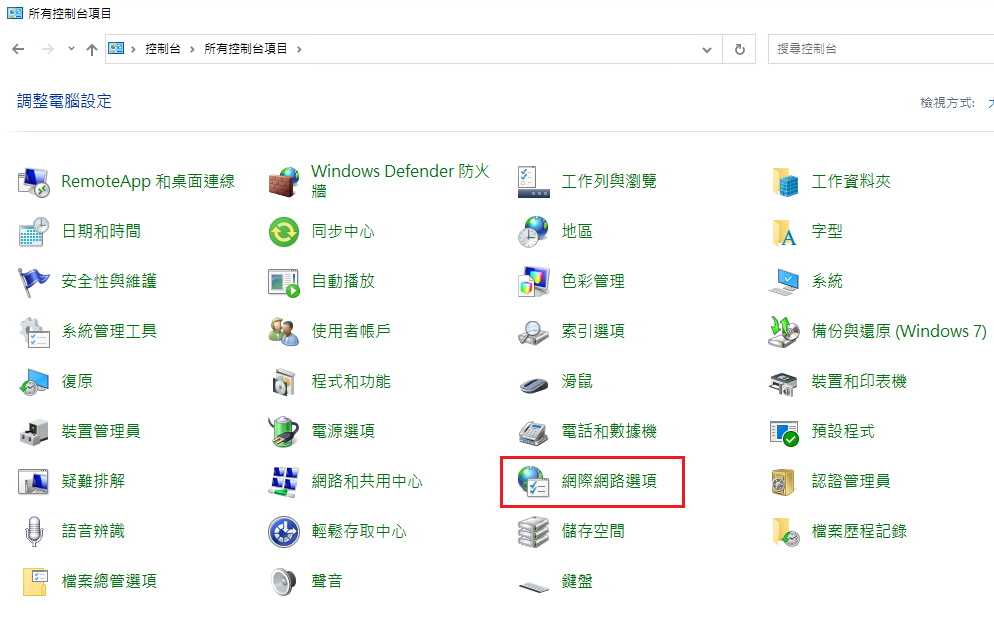 所有控制台項目
控制台 › 所有控制台項目 ›
搜尋控制台
調整電腦設定
檢視方式:
RemoteApp 和桌面連線
Windows Defender 防火
牆
工作列與瀏覽
工作資料夾
日期和時間
同步中心
地區
字型
安全性與維護
自動播放
色彩管理
系統
系統管理工具
使用者帳戶
索引選項
備份與還原 (Windows 7)
復原
程式和功能
滑鼠
裝置和印表機
裝置管理員
電源選項
電話和數據機
預設程式
疑難排解
網路和共用中心
網際網路選項
認證管理員
語音辨識
輕鬆存取中心
儲存空間
檔案歷程記錄
檔案總管選項
聲音
鍵盤